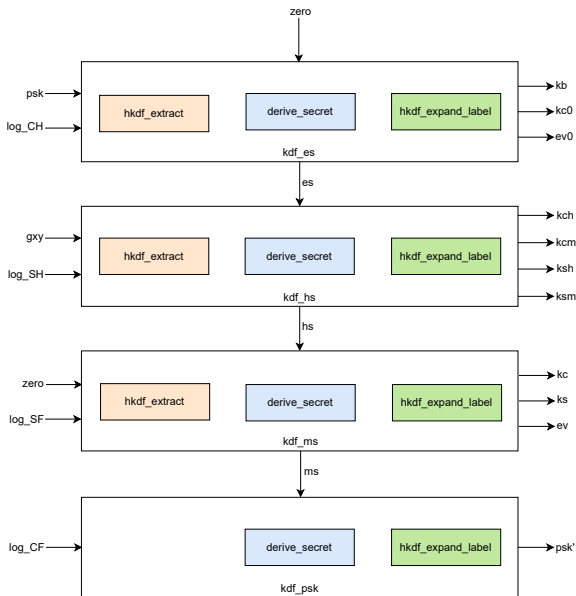 zero
psk
log_CH
hkdf_extract
derive_secret
hkdf_expand_label
kdf_es
kb
kc0
ev0
es
gxy
log_SH
hkdf_extract
derive_secret
hkdf_expand_label
kdf_hs
kch
kcm
ksh
ksm
hs
zero
log_SF
hkdf_extract
derive_secret
hkdf_expand_label
kdf_ms
kc
ks
ev
ms
log_CF
derive_secret
hkdf_expand_label
kdf_psk
psk'